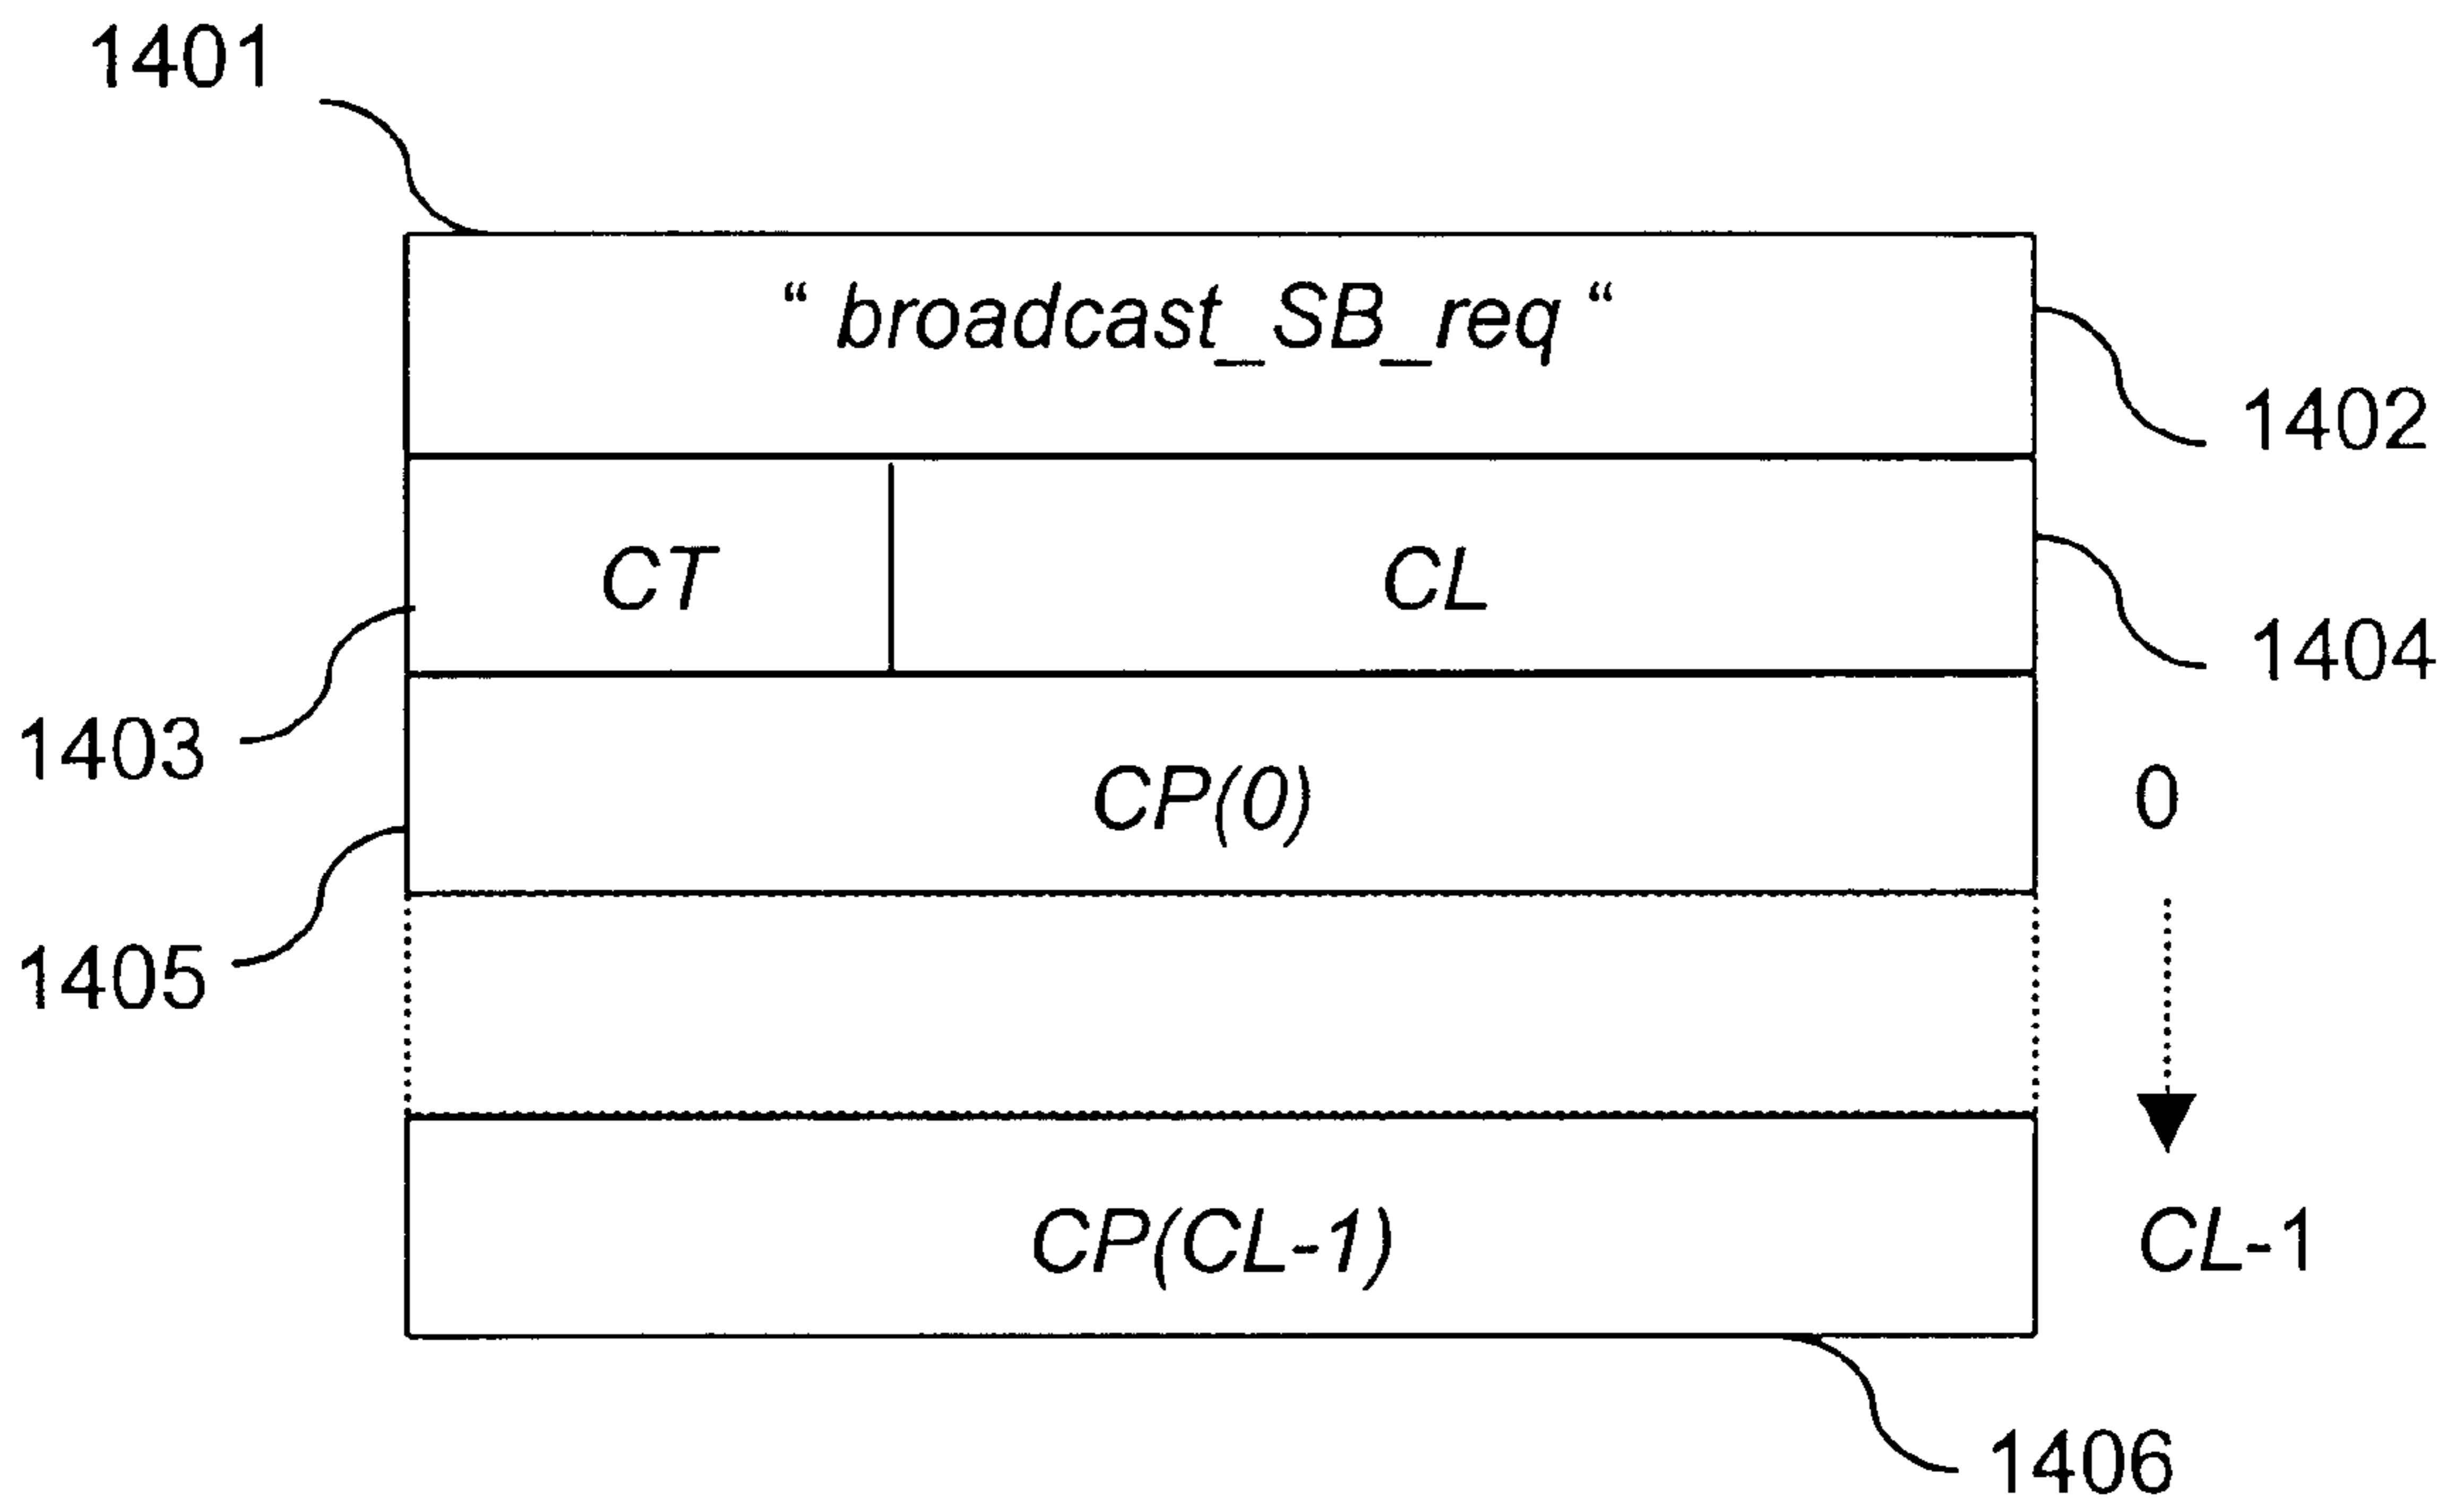 1401
“ broadcast_SB_req “
1402
CT CL
1404
1403
CP(0) 0
1405
CP(CL-1) CL-1
1406